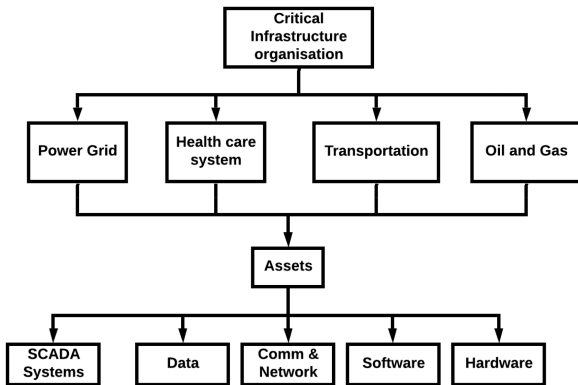 Critical
Infrastructure
organisation
Power Grid
Health care
system
Transportation
Oil and Gas
Assets
SCADA
Systems
Data
Comm &
Network
Software
Hardware